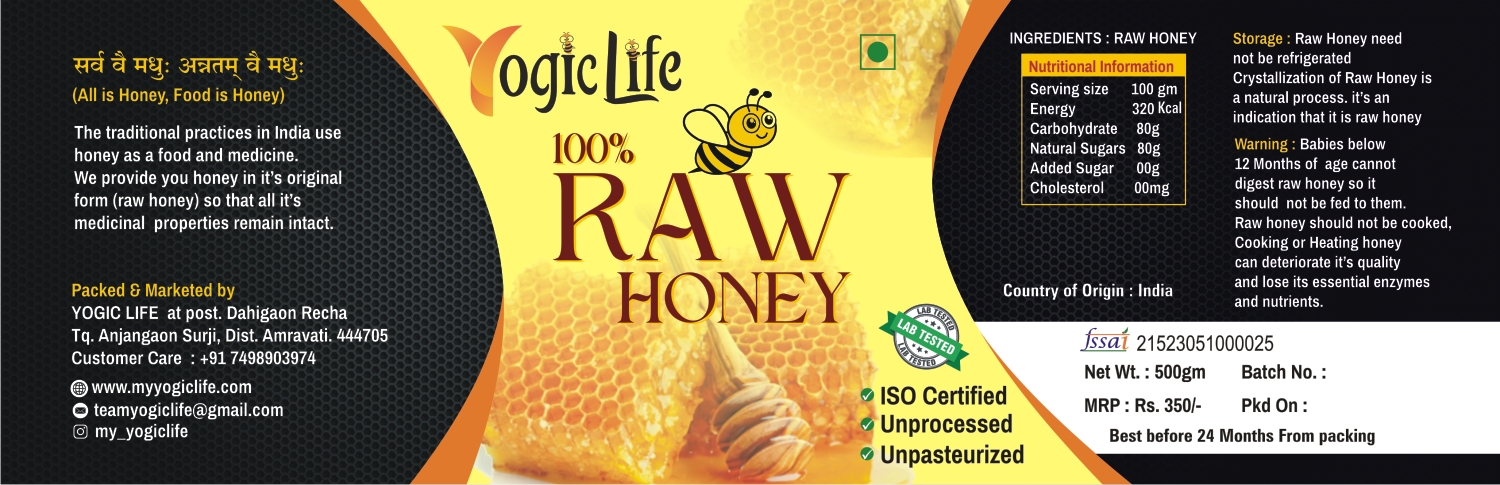 सर्व वै मधुः अन्नतम् वै मधुः
(All is Honey, Food is Honey)
The traditional practices in India use
honey as a food and medicine.
We provide you honey in it's original
form (raw honey) so that all it's
medicinal properties remain intact.
Packed & Marketed by
YOGIC LIFE at post. Dahigaon Recha
Tq. Anjangaon Surji, Dist. Amravati. 444705
Customer Care : +91 7498903974
www.myyogiclife.com
teamyogiclife@gmail.com
my_yogiclife
Yogic Life
100%
RAW
HONEY
LAB TESTED
LAB TESTED
LAB TESTED
ISO Certified
Unprocessed
Unpasteurized
INGREDIENTS : RAW HONEY
Nutritional Information
Serving size 100 gm
Energy 320 Kcal
Carbohydrate 80g
Natural Sugars 80g
Added Sugar 00g
Cholesterol 00mg
Country of Origin : India
Storage : Raw Honey need
not be refrigerated
Crystallization of Raw Honey is
a natural process. it's an
indication that it is raw honey
Warning : Babies below
12 Months of age cannot
digest raw honey so it
should not be fed to them.
Raw honey should not be cooked,
Cooking or Heating honey
can deteriorate it's quality
and lose its essential enzymes
and nutrients.
fssai 21523051000025
Net Wt. : 500gm Batch No. :
MRP : Rs. 350/- Pkd On :
Best before 24 Months From packing